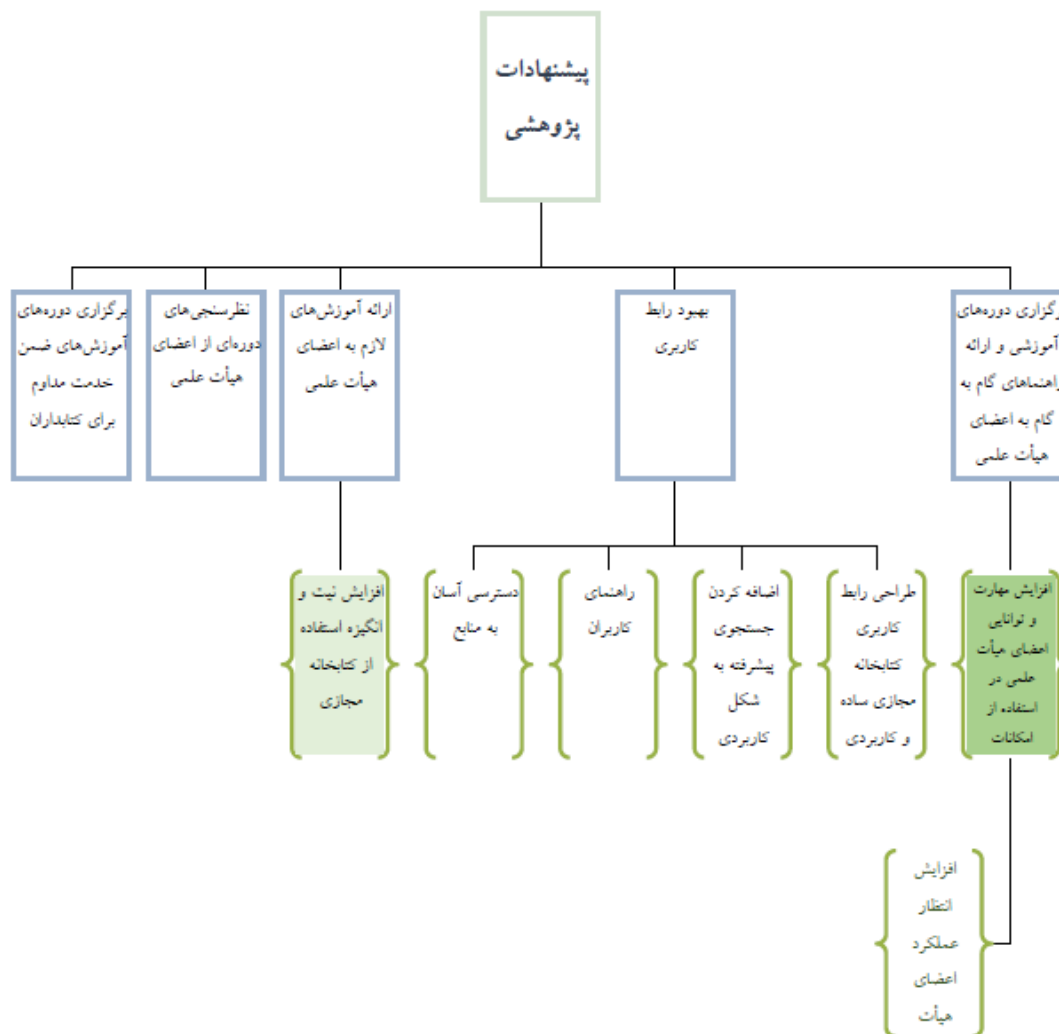 پیشنهادات
پژوهشی
برگزاری دوره‌های
آموزشی و ارائه
راهنماهای گام به
گام به اعضای
هیأت علمی
بهبود رابط
کاربری
ارائه آموزش‌های
لازم به اعضای
هیأت علمی
نظرسنجی‌های
دوره‌ای از اعضای
هیأت علمی
برگزاری دوره‌های
آموزش‌های ضمن
خدمت مداوم
برای کتابداران
افزایش مهارت
و توانایی
اعضای هیأت
علمی در
استفاده از
امکانات
طراحی رابط
کاربری
کتابخانه
مجازی ساده
و کاربردی
اضافه کردن
جستجوی
پیشرفته به
شکل
کاربردی
راهنمای
کاربران
دسترسی آسان
به منابع
افزایش نیت و
انگیزه استفاده
از کتابخانه
مجازی
افزایش
انتظار
عملکرد
اعضای
هیأت